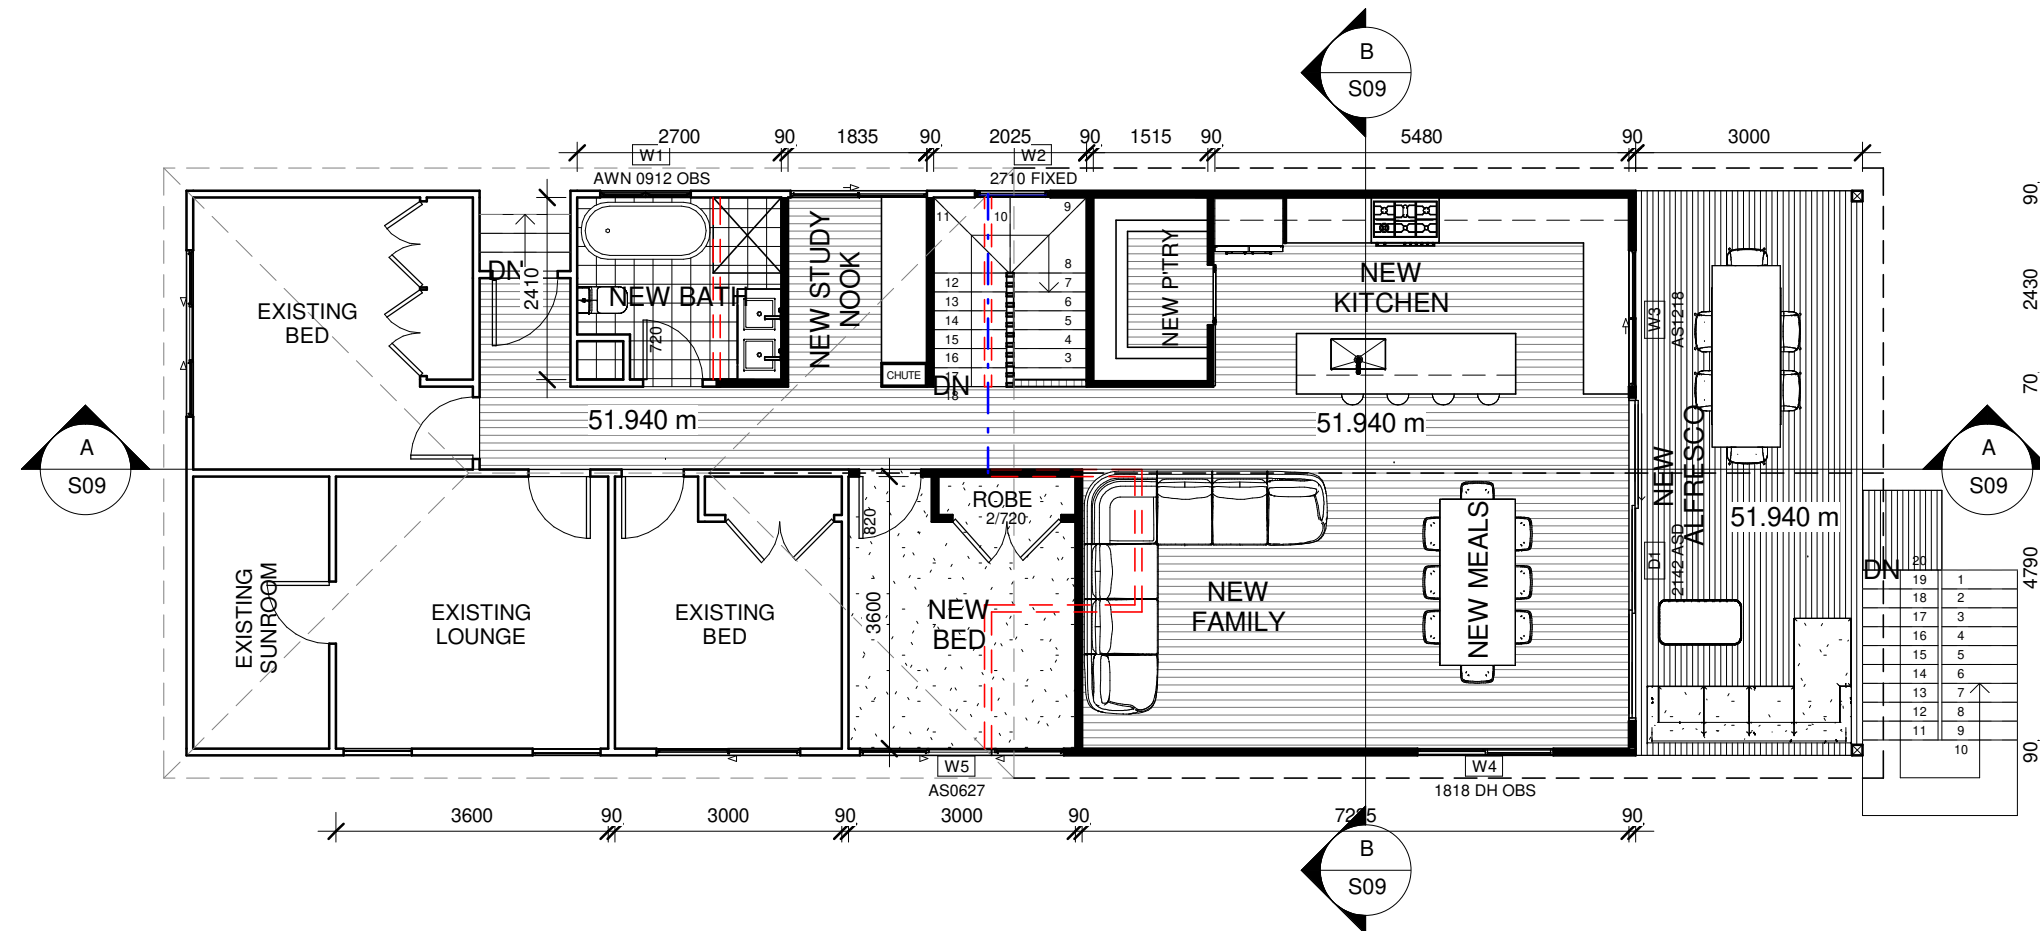 B
S09
2700
90
1835
90
2025
90
1515
90
5480
90
3000
W1
W2
AWN 0912 OBS
2710 FIXED
90
EXISTING
BED
DN
2410
NEW BATH
720
NEW STUDY
NOOK
CHUTE
11
10
9
8
7
6
5
4
3
12
13
14
15
16
17
18
DN
NEW P'TRY
NEW
KITCHEN
W3
AS1218
2430
70
51.940 m
51.940 m
A
S09
A
S09
NEW
ALFRESCO
51.940 m
ROBE
2/720
820
3600
EXISTING
SUNROOM
EXISTING
LOUNGE
EXISTING
BED
NEW
BED
NEW
FAMILY
NEW MEALS
D1
2142 ASD
DN
20
19
18
17
16
15
14
13
12
11
1
2
3
4
5
6
7
8
9
10
4790
90
W5
AS0627
W4
1818 DH OBS
3600
90
3000
90
3000
90
90
B
S09